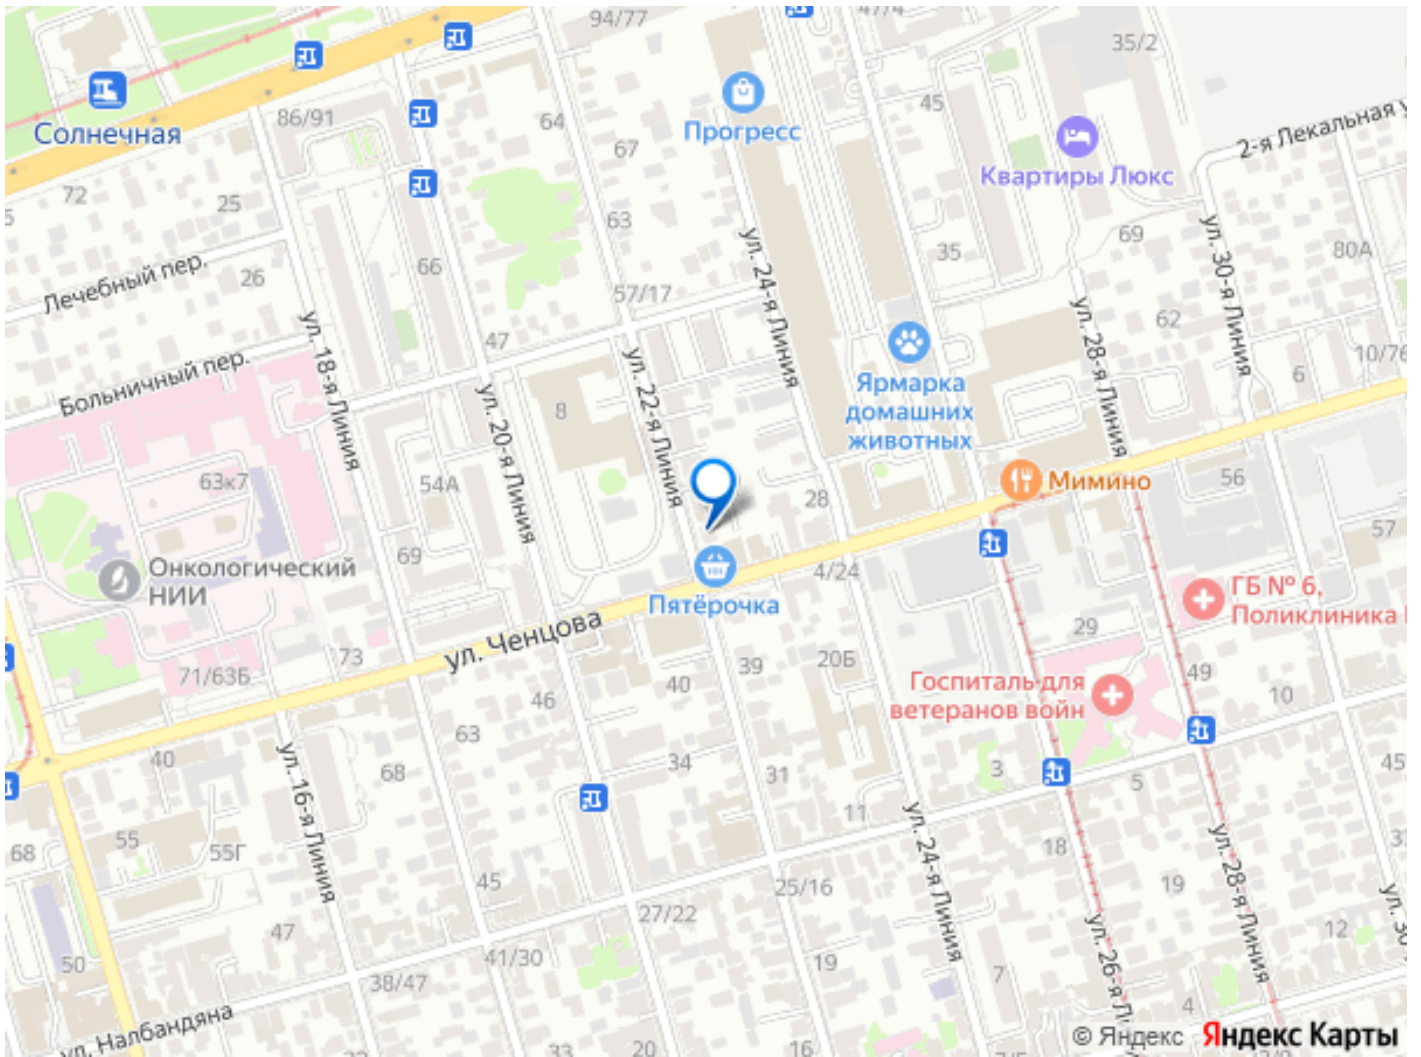 94/77
47/4
35/2
86/91
64
45
Солнечная
Прогресс
67
2-я Лекальная у
Квартиры Люкс
72
25
63
69
80А
35
ул. 24-я Линия
ул. 30-я Линия
Лечебный пер.
26
66
57/17
62
ул. 18-я Линия
47
ул. 22-я Линия
ул. 28-я Линия
10/76
6
Больничный пер.
ул. 20-я Линия
8
Ярмарка
домашних
животных
63к7
54А
28
Мимино
56
57
Онкологический
НИИ
69
Пятёрочка
4/24
ГБ № 6,
Поликлиника
ул. Ченцова
29
73
71/63Б
39
20Б
49
Госпиталь для
ветеранов войн
46
40
10
63
40
ул. 16-я Линия
68
34
31
3
5
45
11
55
55Г
68
ул. 24-я Линия
18
ул. 28-я Линия
45
25/16
19
27/22
47
41/30
12
50
38/47
19
7
ул. 26-я Л
4
ул. Налбандяна
33
20
16
© Яндекс
Яндекс Карты